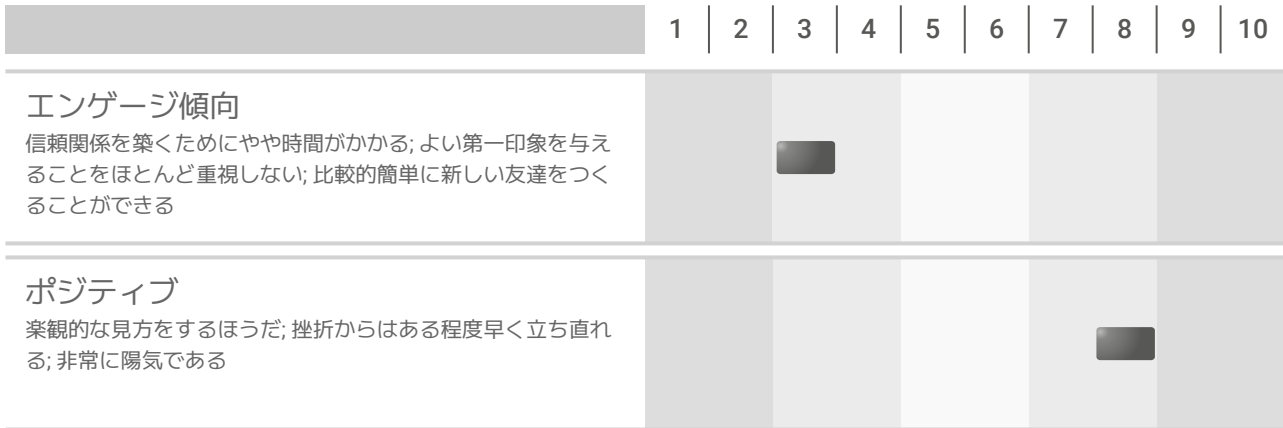 1 2 3 4 5 6 7 8 9 10
エンゲージ傾向
信頼関係を築くためにやや時間がかかる; よい第一印象を与え
ることをほとんど重視しない; 比較的簡単に新しい友達をつく
ることができる
ポジティブ
楽観的な見方をするほうだ; 挫折からはある程度早く立ち直れ
る; 非常に陽気である